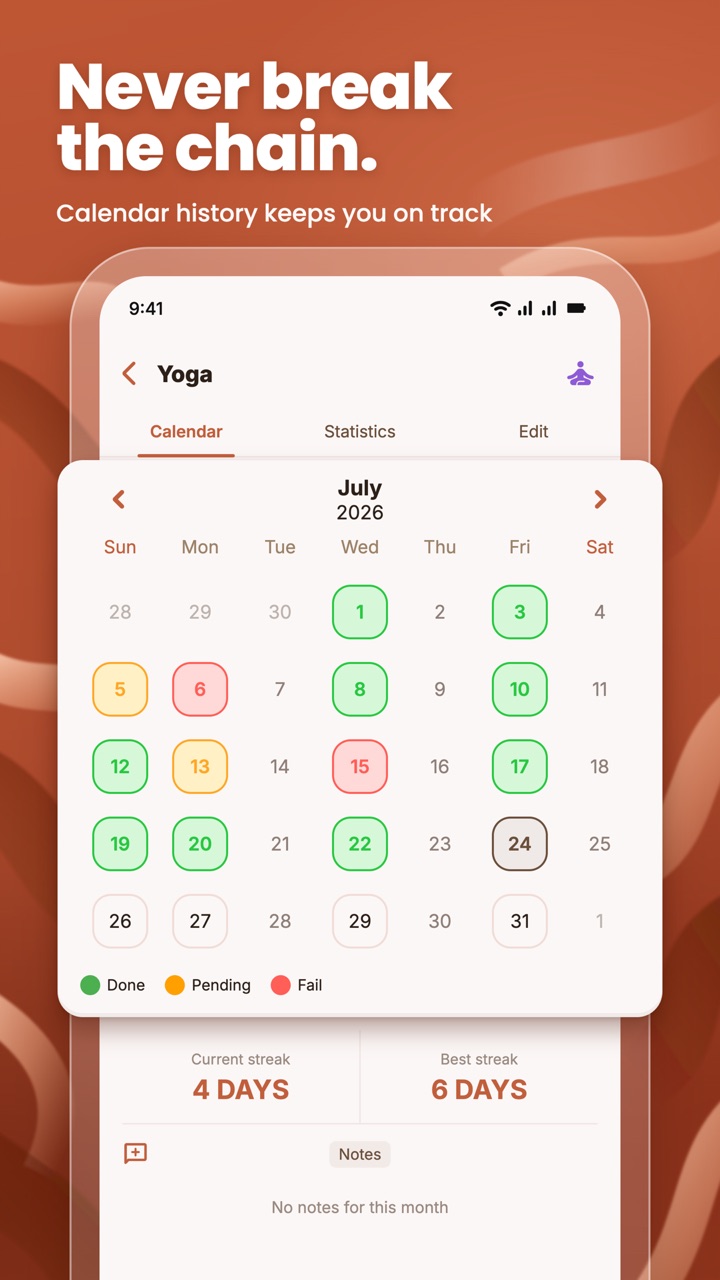 Never break
the chain.
Calendar history keeps you on track
9:41
Yoga
Calendar Statistics Edit
July
2026
Sun Mon Tue Wed Thu Fri Sat
28 29 30 1 2 3 4
5 6 7 8 9 10 11
12 13 14 15 16 17 18
19 20 21 22 23 24 25
26 27 28 29 30 31 1
Done Pending Fail
Current streak Best streak
4 DAYS 6 DAYS
Notes
No notes for this month